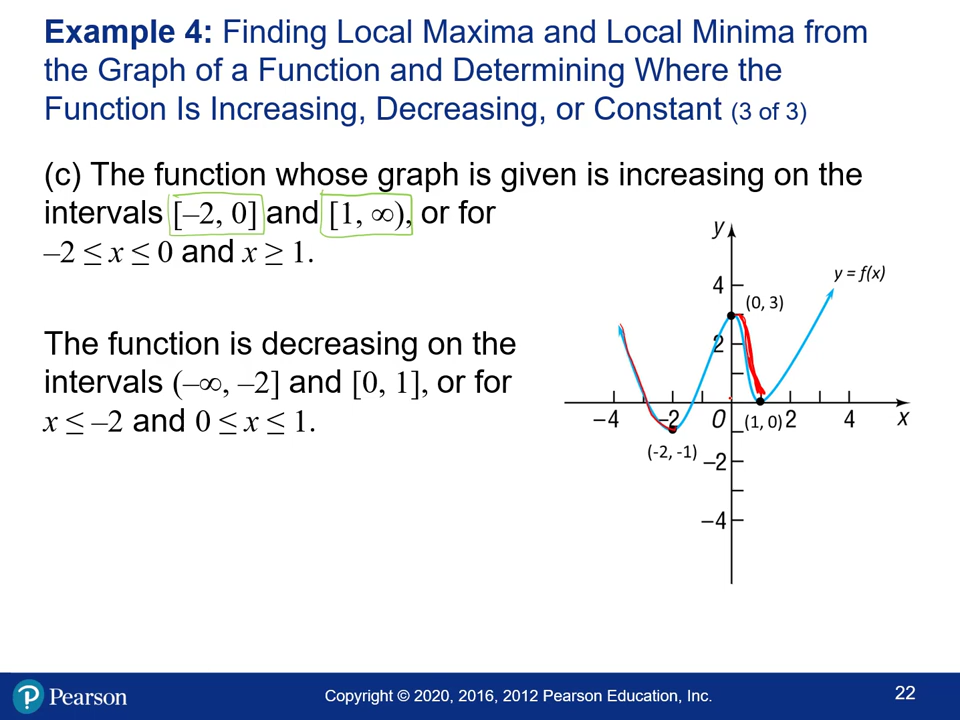 Example 4: Finding Local Maxima and Local Minima from
the Graph of a Function and Determining Where the
Function Is Increasing, Decreasing, or Constant (3 of 3)
(c) The function whose graph is given is increasing on the
intervals [–2, 0] and [1, ∞), or for
–2 ≤ x ≤ 0 and x ≥ 1.
The function is decreasing on the
intervals (–∞, –2] and [0, 1], or for
x ≤ –2 and 0 ≤ x ≤ 1.
y
y = f(x)
4
(0, 3)
2
–4
–2
O
(1, 0)
2
4
x
(-2, -1)
–2
–4
Pearson
Copyright © 2020, 2016, 2012 Pearson Education, Inc.
22